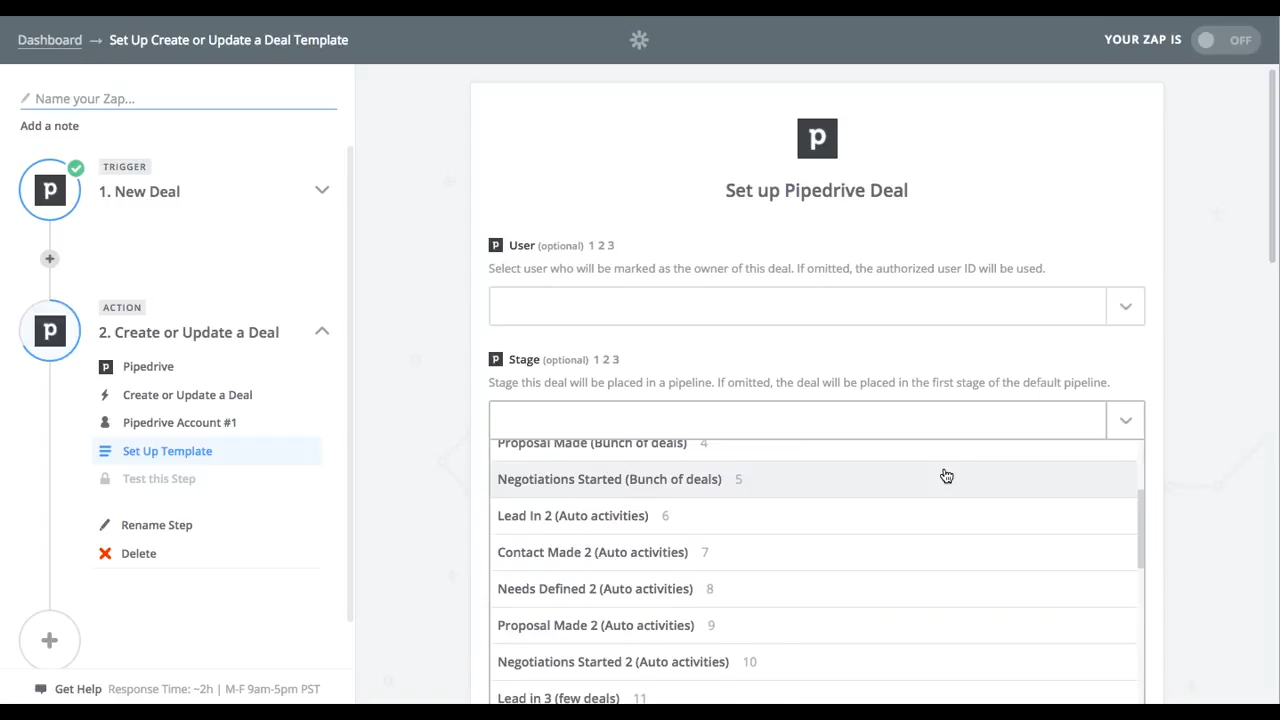 Dashboard → Set Up Create or Update a Deal Template
YOUR ZAP IS OFF
Name your Zap...
Add a note
TRIGGER
1. New Deal
ACTION
2. Create or Update a Deal
Pipedrive
Create or Update a Deal
Pipedrive Account #1
Set Up Template
Test this Step
Rename Step
Delete
Get Help Response Time: ~2h | M-F 9am-5pm PST
p
Set up Pipedrive Deal
User (optional) 1 2 3
Select user who will be marked as the owner of this deal. If omitted, the authorized user ID will be used.
Stage (optional) 1 2 3
Stage this deal will be placed in a pipeline. If omitted, the deal will be placed in the first stage of the default pipeline.
Proposal Made (Bunch of deals) 4
Negotiations Started (Bunch of deals) 5
Lead In 2 (Auto activities) 6
Contact Made 2 (Auto activities) 7
Needs Defined 2 (Auto activities) 8
Proposal Made 2 (Auto activities) 9
Negotiations Started 2 (Auto activities) 10
Lead in 3 (few deals) 11